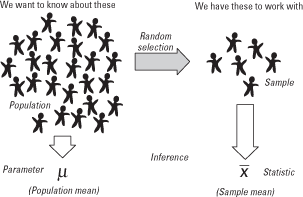 We want to know about these
We have these to work with
Random
selection
Population
Sample
Parameter
μ
Inference
x̄
Statistic
(Population mean)
(Sample mean)